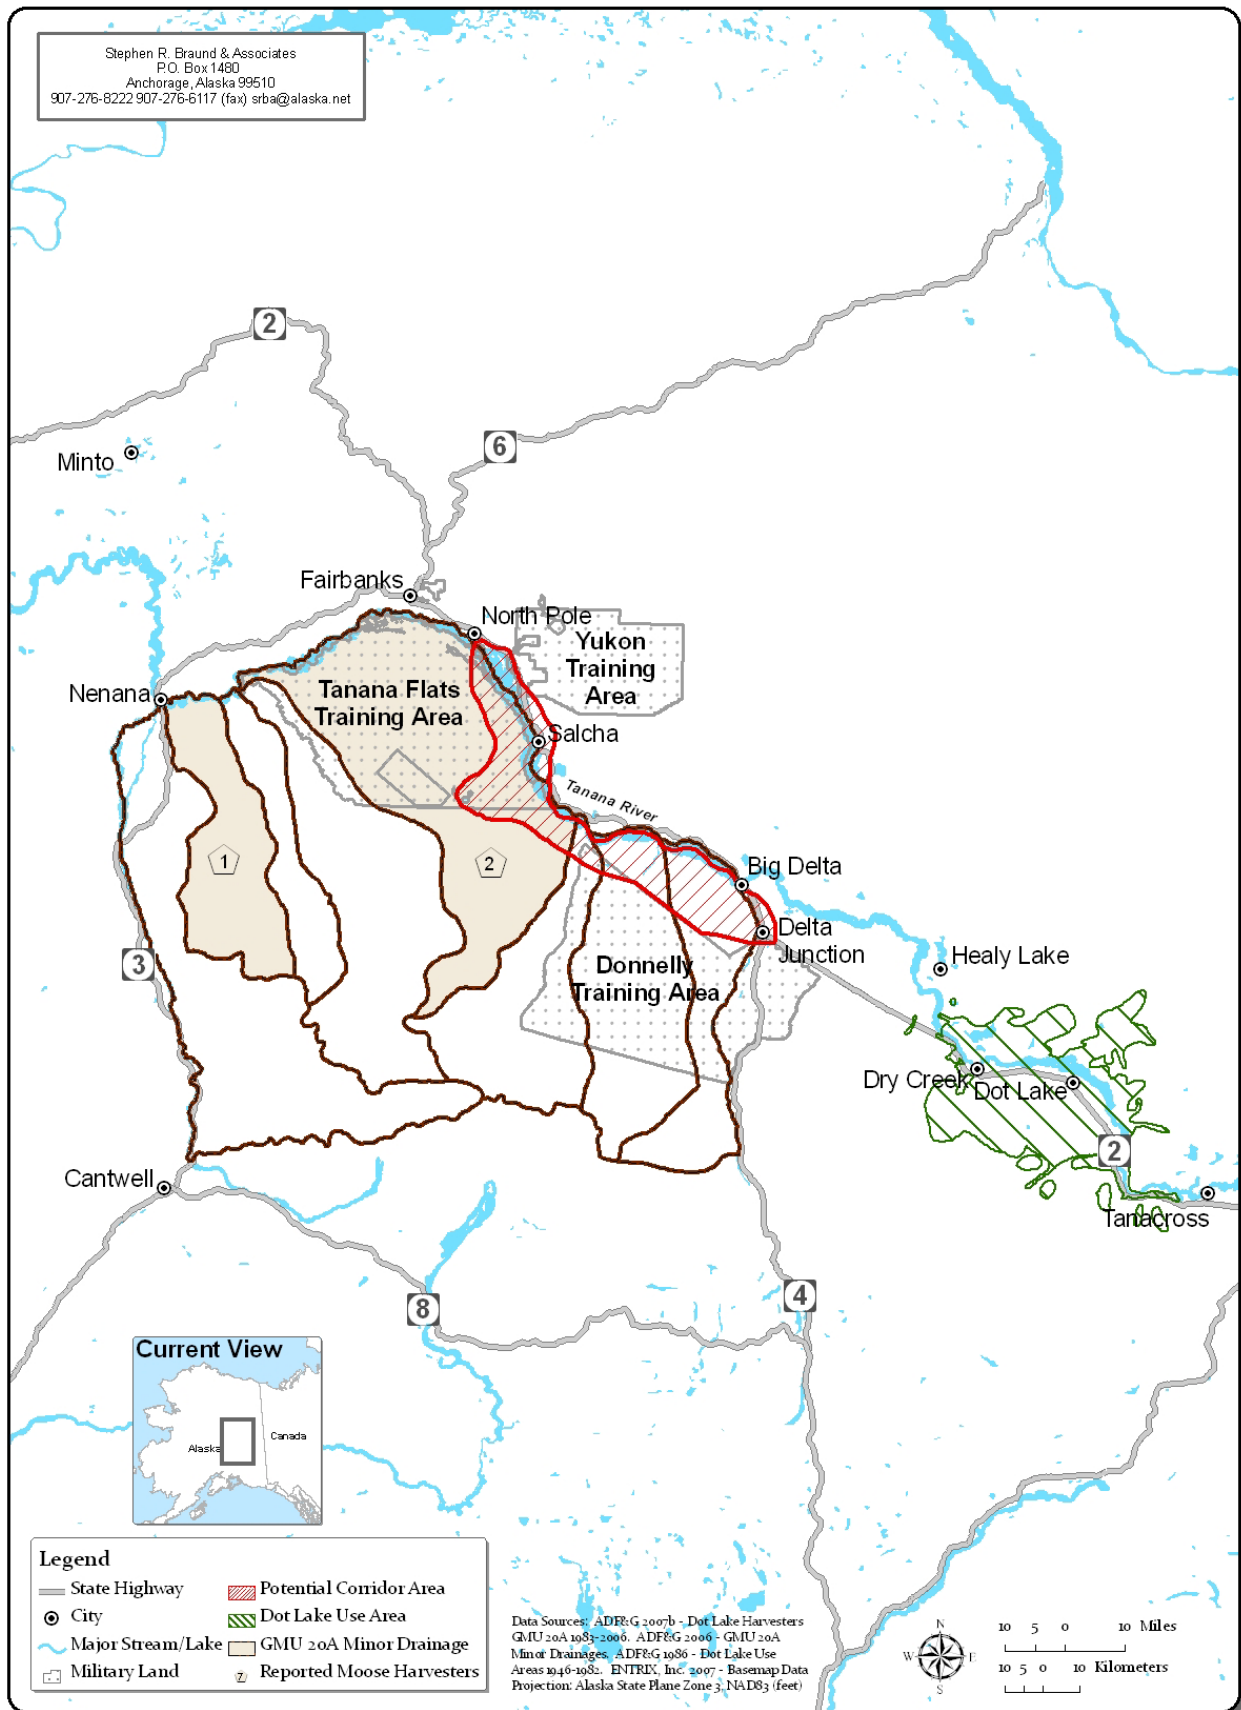 Stephen R. Braund & Associates
P.O. Box 1480
Anchorage, Alaska 99510
907-276-8222 907-276-6117 (fax) srba@alaska.net
2
6
Minto
Fairbanks
North Pole
Yukon
Training
Area
Tanana Flats
Training Area
Nenana
Salcha
Tanana River
1
2
Big Delta
Delta
Junction
Healy Lake
3
Donnelly
Training Area
Dry Creek
Dot Lake
2
Cantwell
Tanacross
4
8
Current View
Alaska
Canada
Legend
State Highway
City
Major Stream/Lake
Military Land
Potential Corridor Area
Dot Lake Use Area
GMU 20A Minor Drainage
7
Reported Moose Harvesters
Data Sources: ADF&G 2007b - Dot Lake Harvesters
GMU 20A 1983-2006. ADF&G 2006 - GMU 20A
Minor Drainages. ADF&G 1986 - Dot Lake Use
Areas 1946-1982. ENTRIX, Inc. 2007 - Basemap Data
Projection: Alaska State Plane Zone 3, NAD83 (feet)
N
W E
S
10 5 0 10 Miles
10 5 0 10 Kilometers